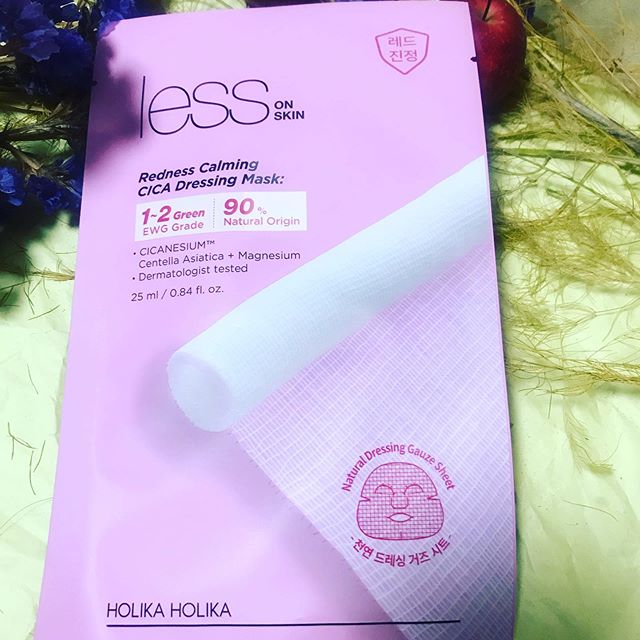 레드
진정
less ON
SKIN
Redness Calming
CICA Dressing Mask:
1~2 Green
EWG Grade
90%
Natural Origin
• CICANESIUM™
Centella Asiatica + Magnesium
• Dermatologist tested
25 ml / 0.84 fl. oz.
Natural Dressing Gauze Sheet
- 천연 드레싱 거즈 시트 -
HOLIKA HOLIKA